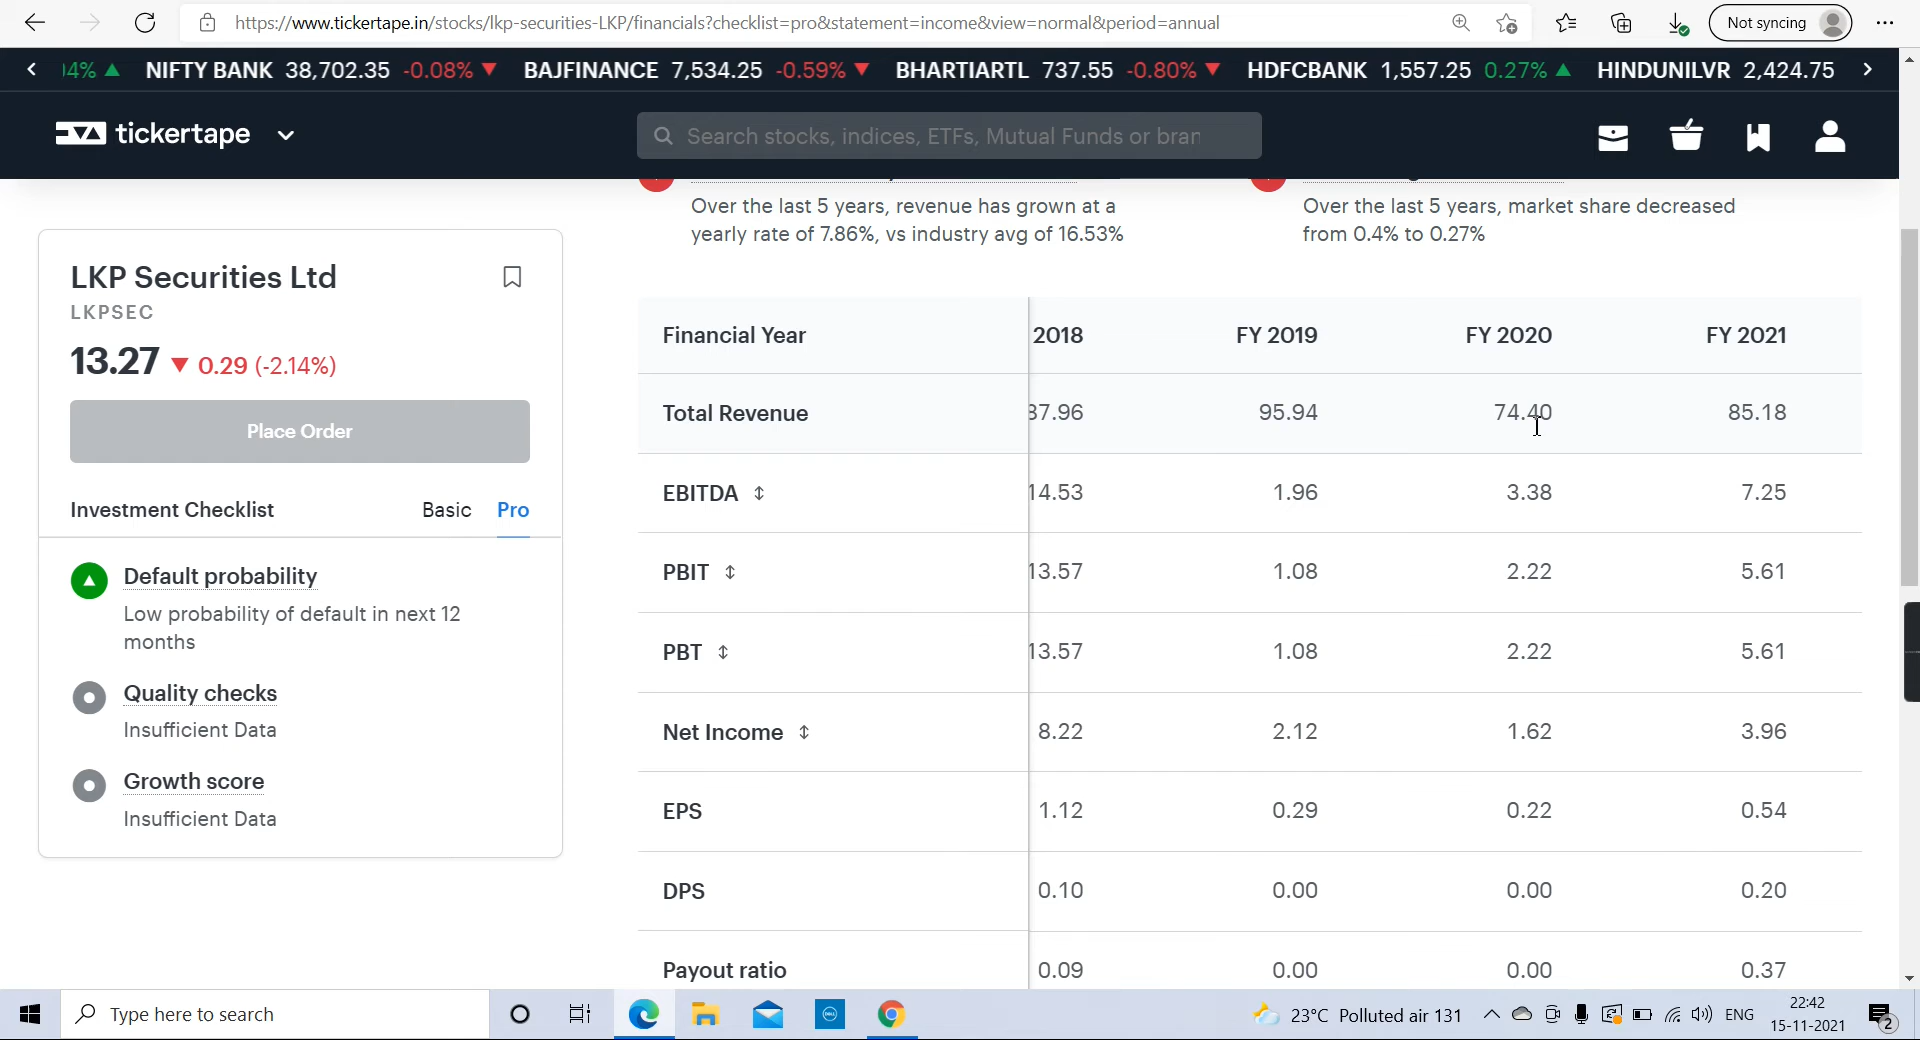 https://www.tickertape.in/stocks/lkp-securities-LKP/financials?checklist=pro&statement=income&view=normal&period=annual
Not syncing
NIFTY BANK 38,702.35 -0.08% ▼ BAJFINANCE 7,534.25 -0.59% ▼ BHARTIARTL 737.55 -0.80% ▼ HDFCBANK 1,557.25 0.27% ▲ HINDUNILVR 2,424.75
tickertape
Search stocks, indices, ETFs, Mutual Funds or bran
Over the last 5 years, revenue has grown at a
yearly rate of 7.86%, vs industry avg of 16.53%
Over the last 5 years, market share decreased
from 0.4% to 0.27%
LKP Securities Ltd
LKPSEC
13.27 ▼ 0.29 (-2.14%)
Place Order
Investment Checklist Basic Pro
Default probability
Low probability of default in next 12
months
Quality checks
Insufficient Data
Growth score
Insufficient Data
Financial Year 2018 FY 2019 FY 2020 FY 2021
Total Revenue 37.96 95.94 74.40 85.18
EBITDA 14.53 1.96 3.38 7.25
PBIT 13.57 1.08 2.22 5.61
PBT 13.57 1.08 2.22 5.61
Net Income 8.22 2.12 1.62 3.96
EPS 1.12 0.29 0.22 0.54
DPS 0.10 0.00 0.00 0.20
Payout ratio 0.09 0.00 0.00 0.37
Type here to search
DELL
23°C Polluted air 131
ENG
22:42
15-11-2021
2